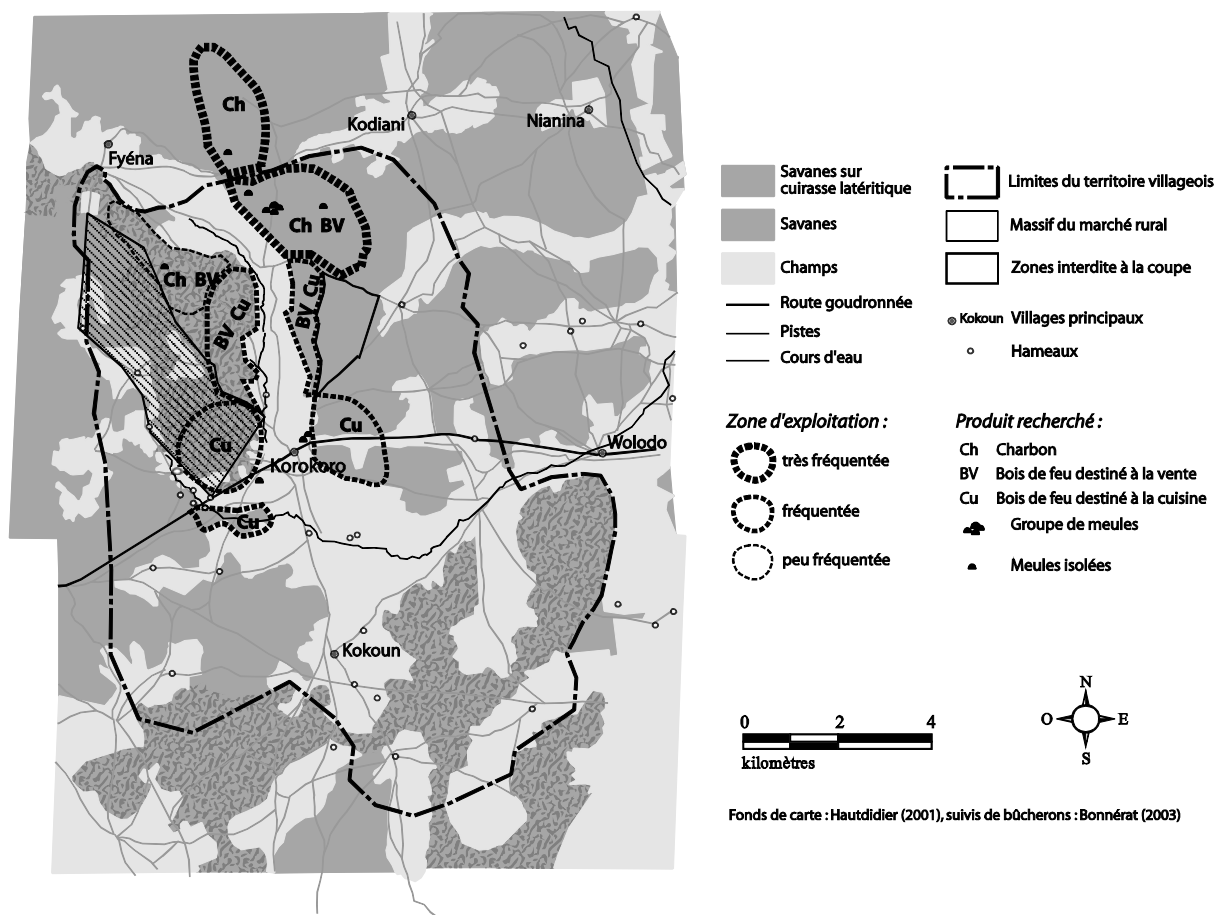 Ch
Kodiani
Nianina
Fyéna
Ch BV
Ch BV
BV Cu
BV Cu
Cu
Cu
Korokoro
Wolodo
Cu
Kokoun
Savanes sur
cuirasse latéritique
Savanes
Champs
Route goudronnée
Pistes
Cours d'eau
Limites du territoire villageois
Massif du marché rural
Zones interdite à la coupe
Kokoun Villages principaux
Hameaux
Zone d'exploitation :
très fréquentée
fréquentée
peu fréquentée
Produit recherché :
Ch Charbon
BV Bois de feu destiné à la vente
Cu Bois de feu destiné à la cuisine
Groupe de meules
Meules isolées
0 2 4
kilomètres
N
O E
S
Fonds de carte : Hautdidier (2001), suivis de bûcherons : Bonnérat (2003)